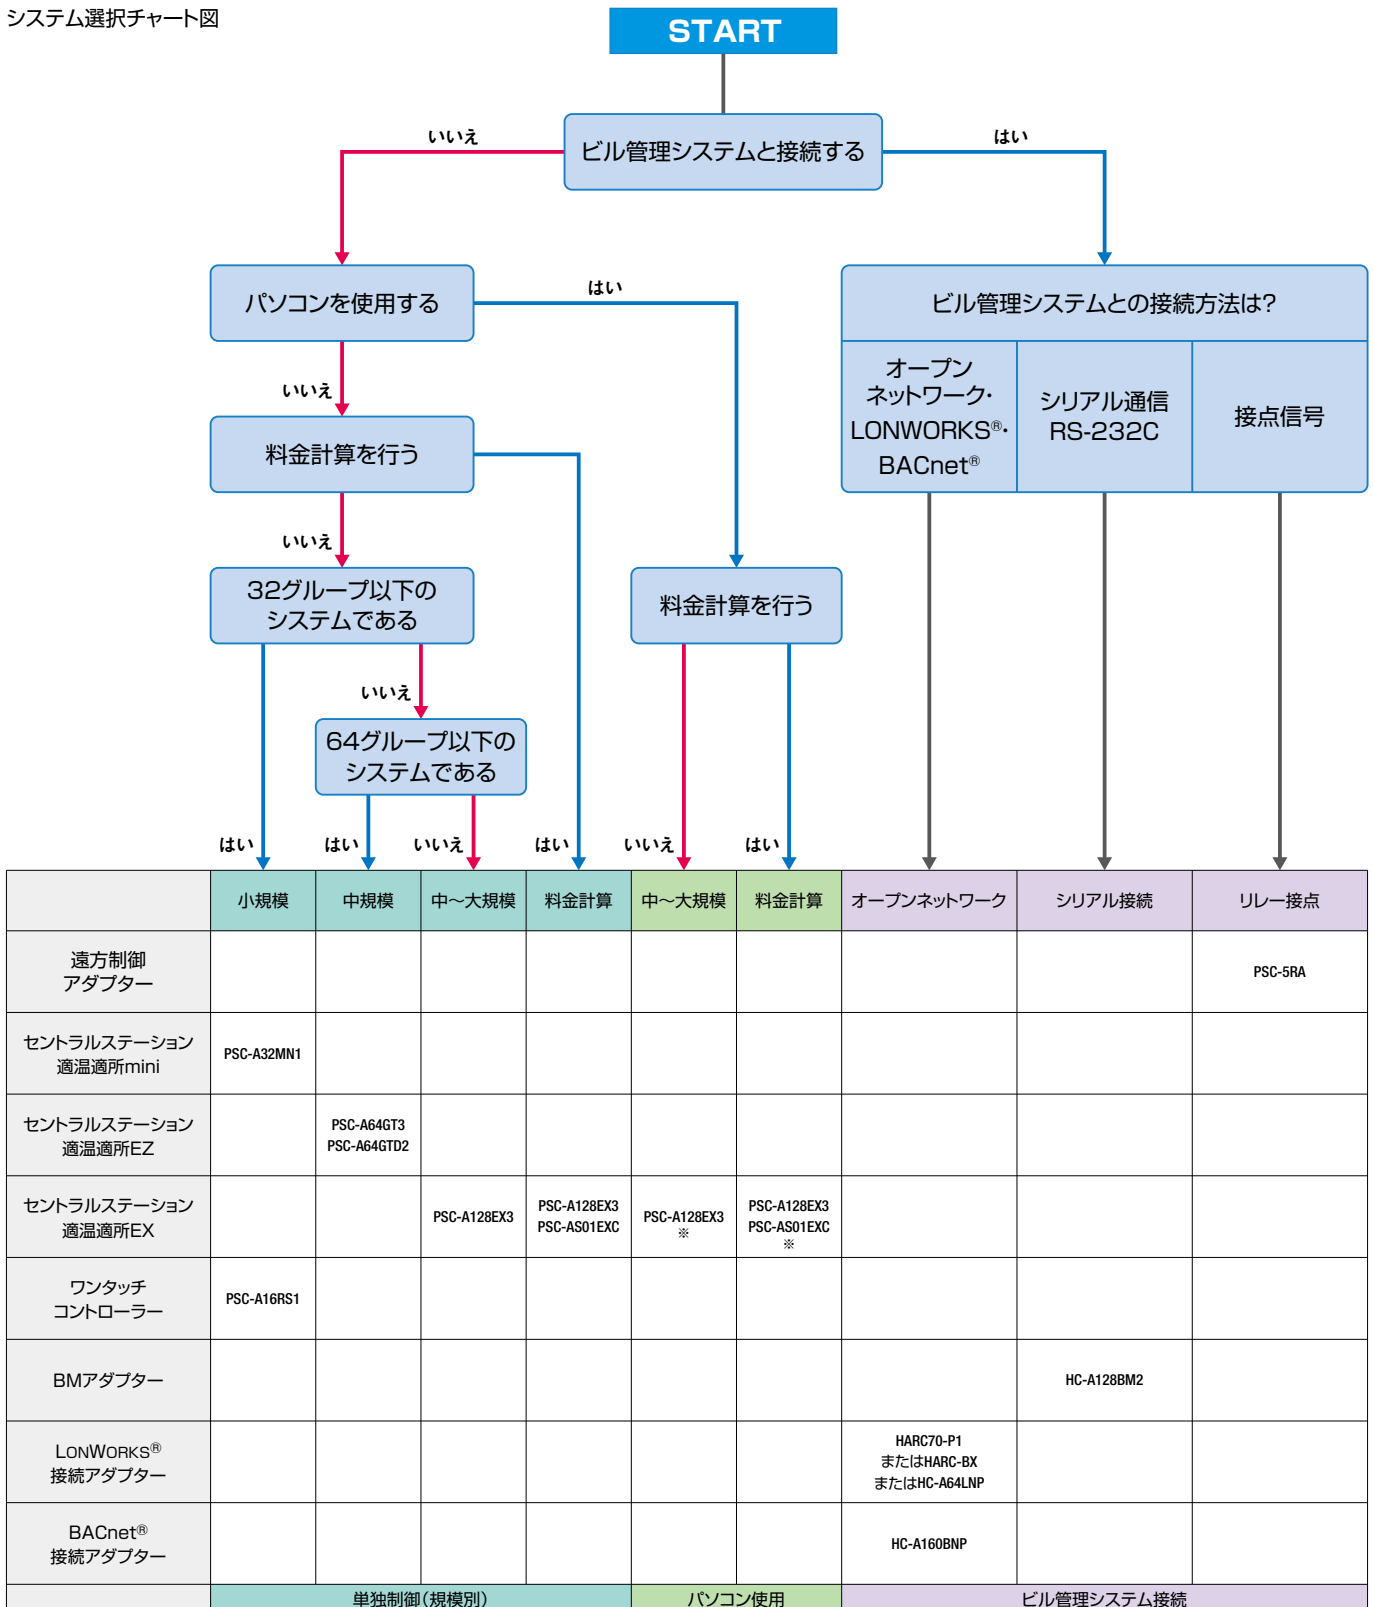 システム選択チャート図
START
ビル管理システムと接続する
いいえ
はい
パソコンを使用する
はい
いいえ
料金計算を行う
いいえ
32グループ以下の
システムである
いいえ
64グループ以下の
システムである
料金計算を行う
ビル管理システムとの接続方法は?
オープン
ネットワーク・
LONWORKS®・
BACnet®
シリアル通信
RS-232C
接点信号
はい
はい
いいえ
はい
いいえ
はい
小規模
中規模
中〜大規模
料金計算
中〜大規模
料金計算
オープンネットワーク
シリアル接続
リレー接点
遠方制御
アダプター
PSC-5RA
セントラルステーション
適温適所mini
PSC-A32MN1
セントラルステーション
適温適所EZ
PSC-A64GT3
PSC-A64GTD2
セントラルステーション
適温適所EX
PSC-A128EX3
PSC-A128EX3
PSC-AS01EXC
PSC-A128EX3
※
PSC-A128EX3
PSC-AS01EXC
※
ワンタッチ
コントローラー
PSC-A16RS1
BMアダプター
HC-A128BM2
LONWORKS®
接続アダプター
HARC70-P1
またはHARC-BX
またはHC-A64LNP
BACnet®
接続アダプター
HC-A160BNP
単独制御(規模別)
パソコン使用
ビル管理システム接続